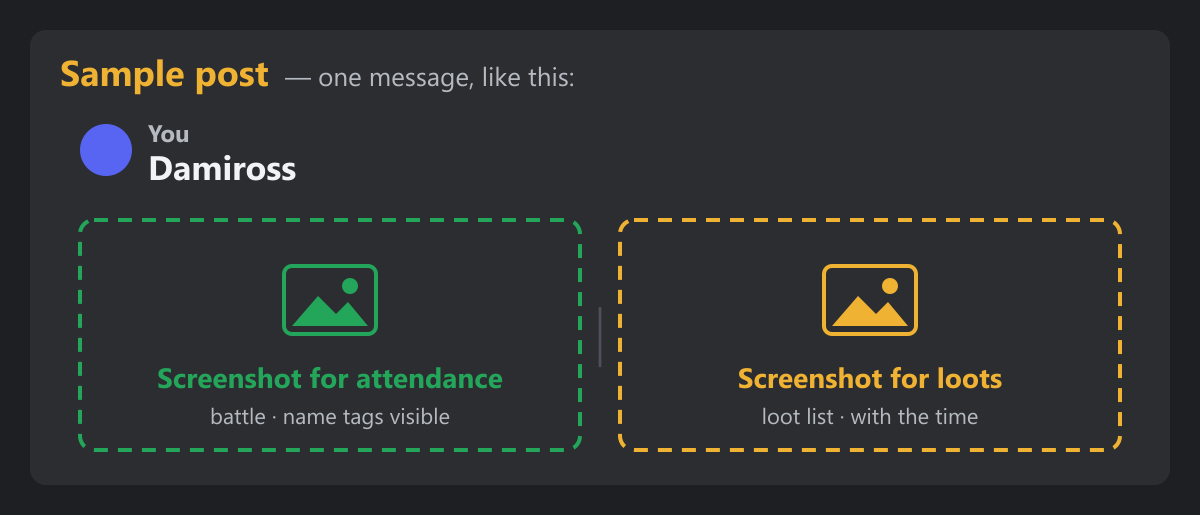 Sample post — one message, like this:
You
Damiross
Screenshot for attendance
battle · name tags visible
Screenshot for loots
loot list · with the time